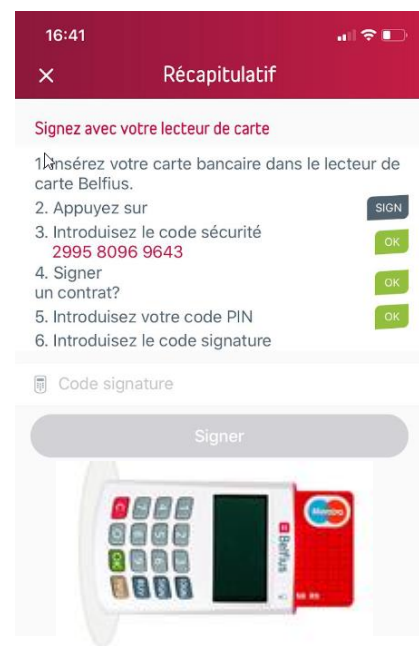 16:41
Récapitulatif
Signez avec votre lecteur de carte
1. Insérez votre carte bancaire dans le lecteur de
carte Belfius.
2. Appuyez sur SIGN
3. Introduisez le code sécurité OK
2995 8096 9643
4. Signer OK
un contrat?
5. Introduisez votre code PIN OK
6. Introduisez le code signature
Code signature
Signer
Belfius
Maestro
C
OK